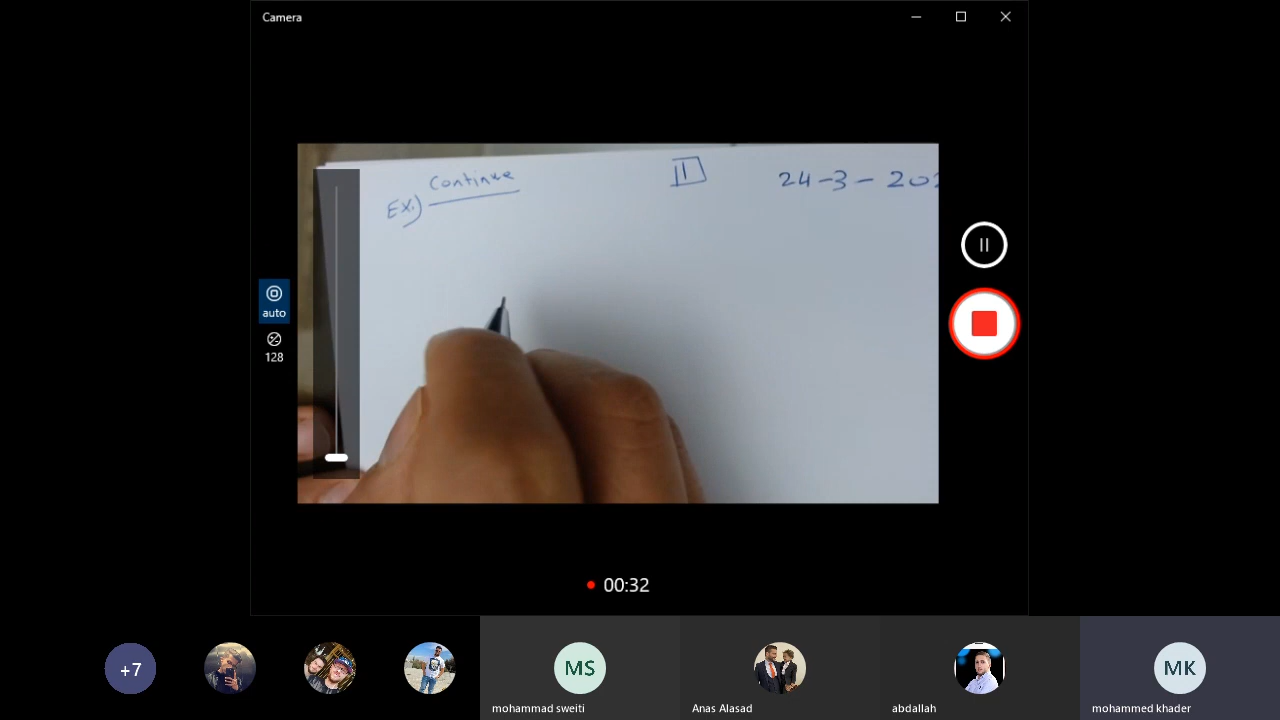 Camera
Continue
1
24-3-202
Ex.)
auto
128
00:32
+7
MS
MK
mohammad sweiti
Anas Alasad
abdallah
mohammed khader